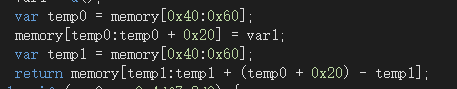 var temp0 = memory[0x40:0x60];
memory[temp0:temp0 + 0x20] = var1;
var temp1 = memory[0x40:0x60];
return memory[temp1:temp1 + (temp0 + 0x20) - temp1];